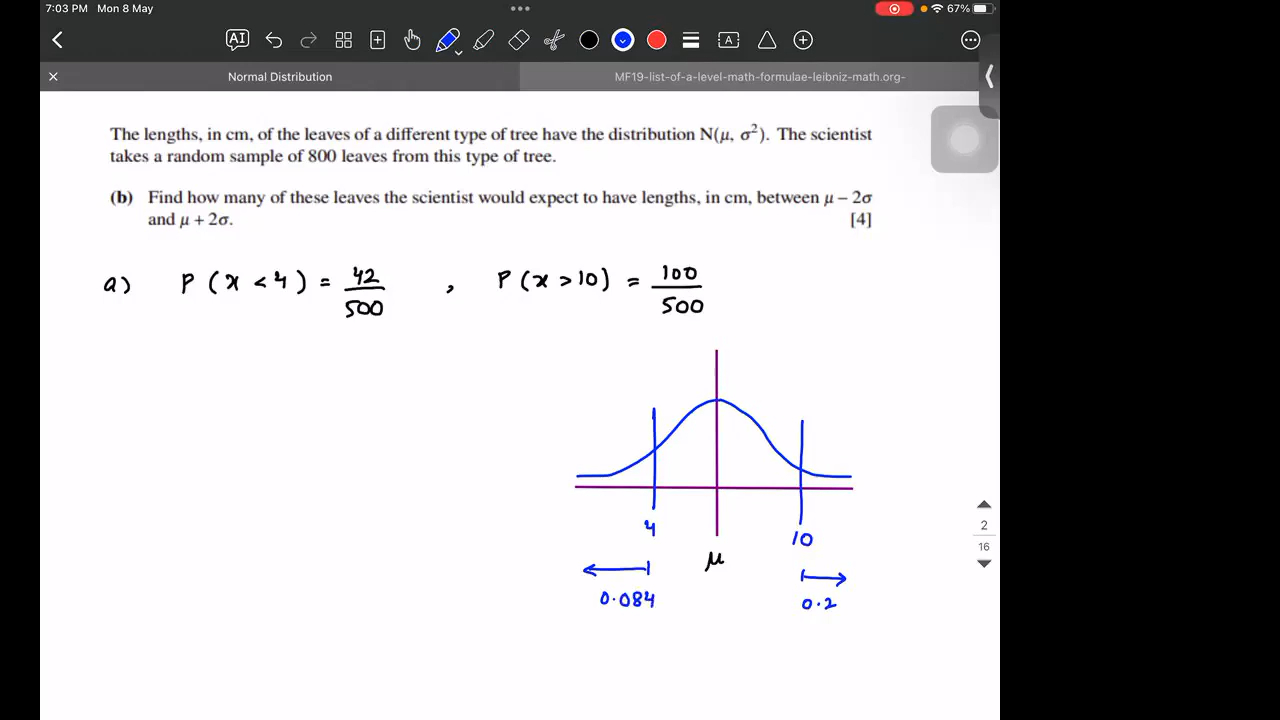 7:03 PM Mon 8 May
67%
AI
A
Normal Distribution
MF19-list-of-a-level-math-formulae-leibniz-math.org-
The lengths, in cm, of the leaves of a different type of tree have the distribution N(μ, σ²). The scientist
takes a random sample of 800 leaves from this type of tree.
(b) Find how many of these leaves the scientist would expect to have lengths, in cm, between μ − 2σ
and μ + 2σ. [4]
a) P(x < 4) = 42/500 , P(x > 10) = 100/500
4
10
μ
0.084
0.2
2
16